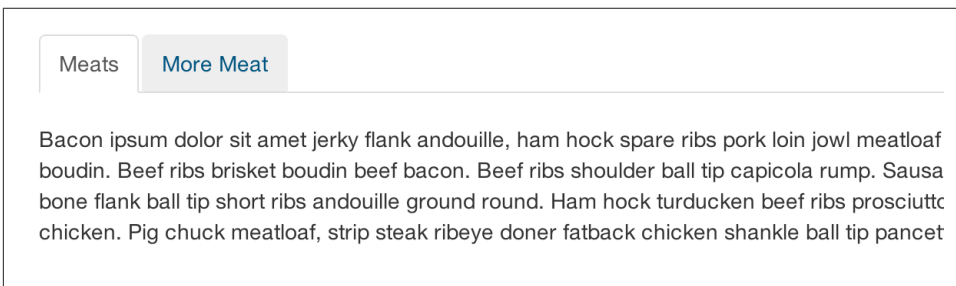 Meats
More Meat
Bacon ipsum dolor sit amet jerky flank andouille, ham hock spare ribs pork loin jowl meatloaf
boudin. Beef ribs brisket boudin beef bacon. Beef ribs shoulder ball tip capicola rump. Sausa
bone flank ball tip short ribs andouille ground round. Ham hock turducken beef ribs prosciutto
chicken. Pig chuck meatloaf, strip steak ribeye doner fatback chicken shankle ball tip pancet